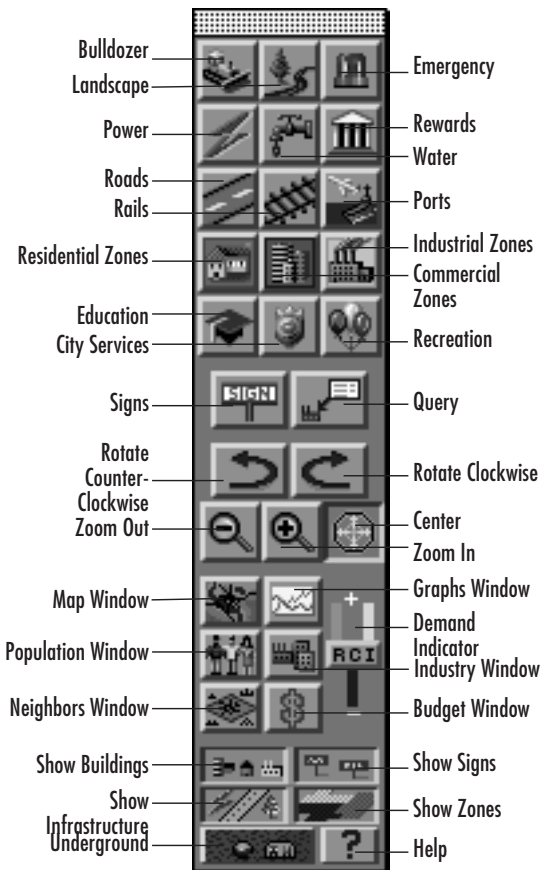 Bulldozer
Landscape
Emergency
Power
Rewards
Water
Roads
Rails
Ports
Residential Zones
Industrial Zones
Commercial
Zones
Education
City Services
Recreation
SIGN
Signs
Query
Rotate
Counter-
Clockwise
Rotate Clockwise
Zoom Out
Center
Zoom In
Map Window
Graphs Window
Demand
Indicator
Population Window
RCI
Industry Window
Neighbors Window
$
Budget Window
Show Buildings
Show Signs
Show
Infrastructure
Show Zones
Underground
?
Help